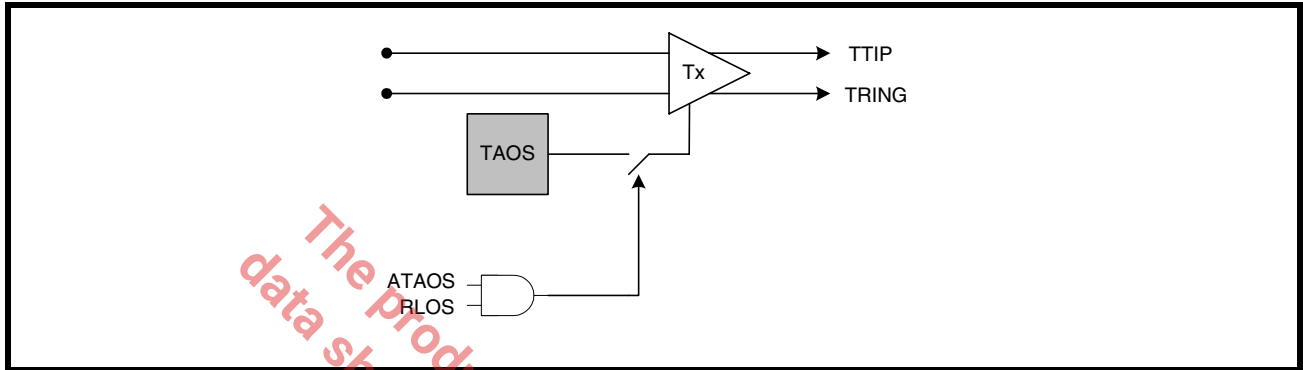 TTIP
Tx
TRING
TAOS
ATAOS
RLOS
The prod
data sh